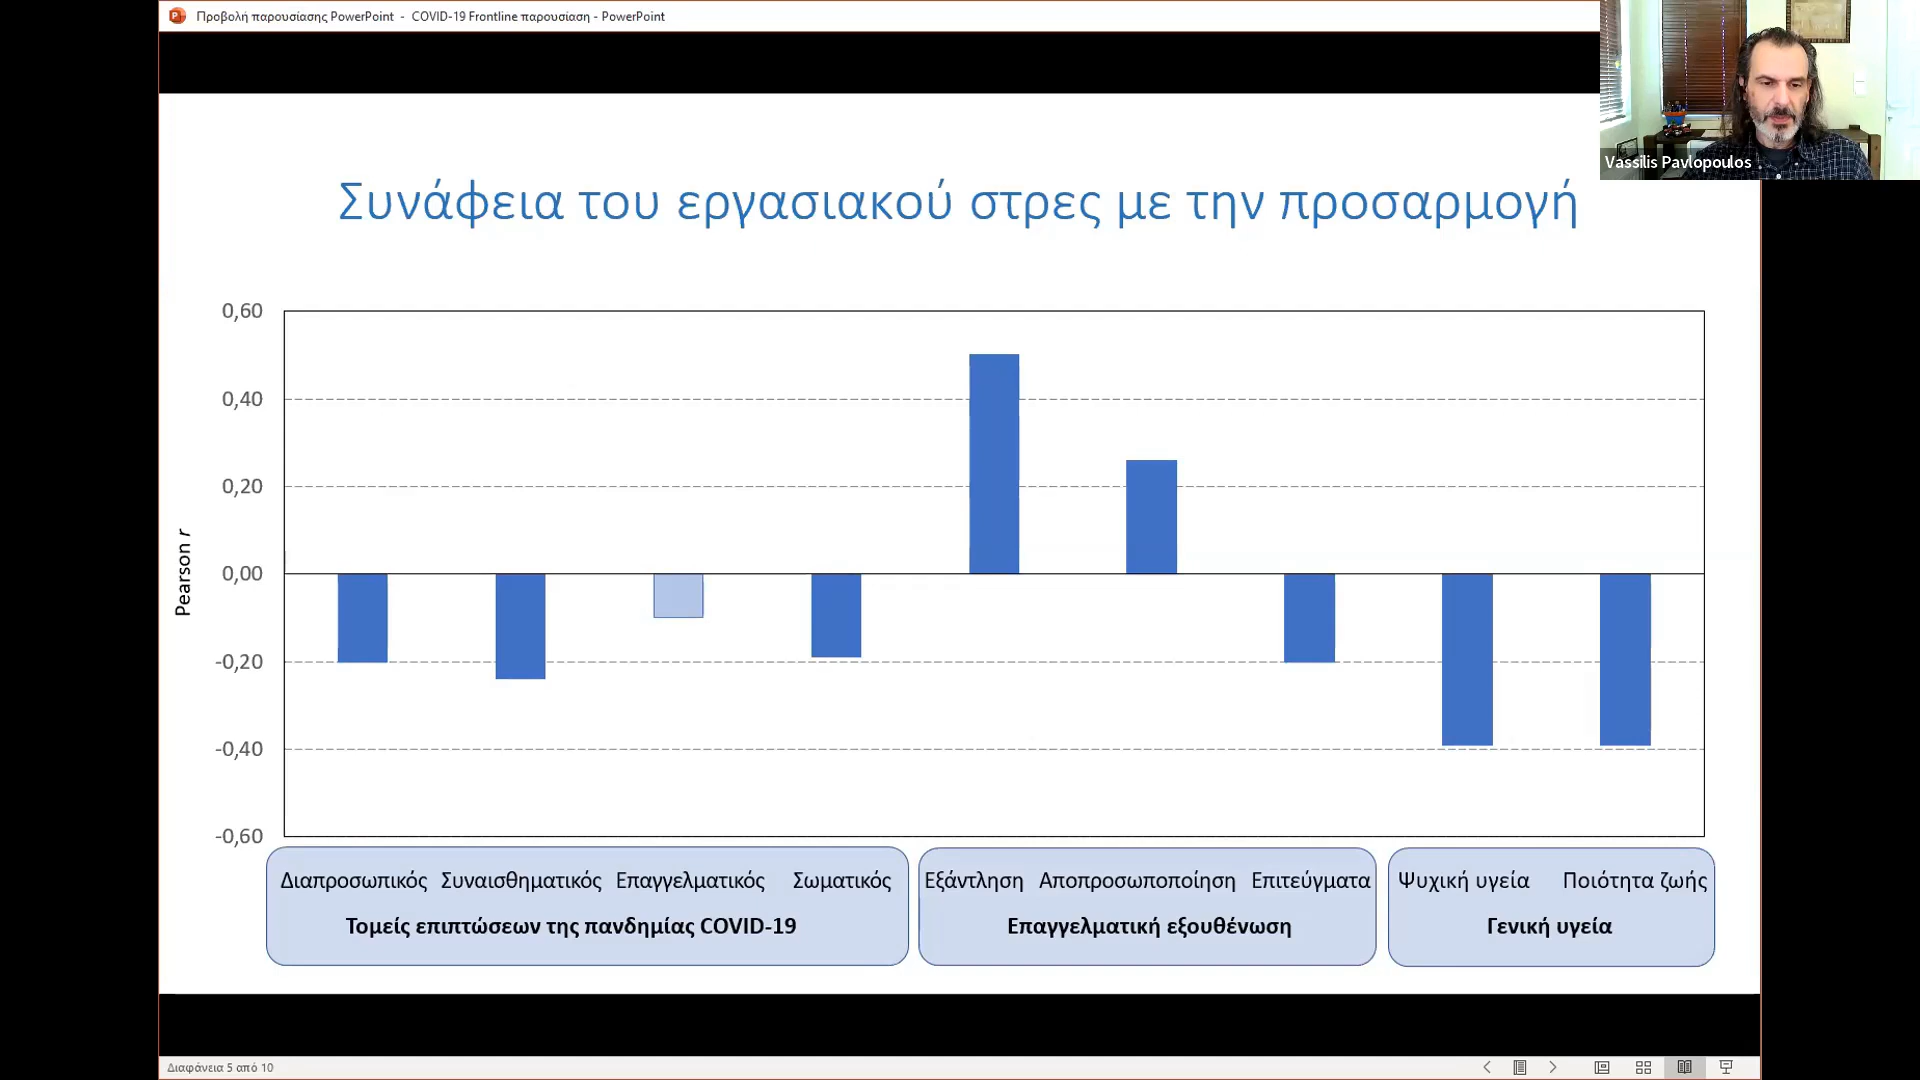 Προβολή παρουσίασης PowerPoint - COVID-19 Frontline παρουσίαση - PowerPoint
Vassilis Pavlopoulos
Συνάφεια του εργασιακού στρες με την προσαρμογή
0,60
0,40
0,20
0,00
-0,20
-0,40
-0,60
Pearson r
Διαπροσωπικός Συναισθηματικός Επαγγελματικός Σωματικός
Τομείς επιπτώσεων της πανδημίας COVID-19
Εξάντληση Αποπροσωποποίηση Επιτεύγματα
Επαγγελματική εξουθένωση
Ψυχική υγεία Ποιότητα ζωής
Γενική υγεία
Διαφάνεια 5 από 10